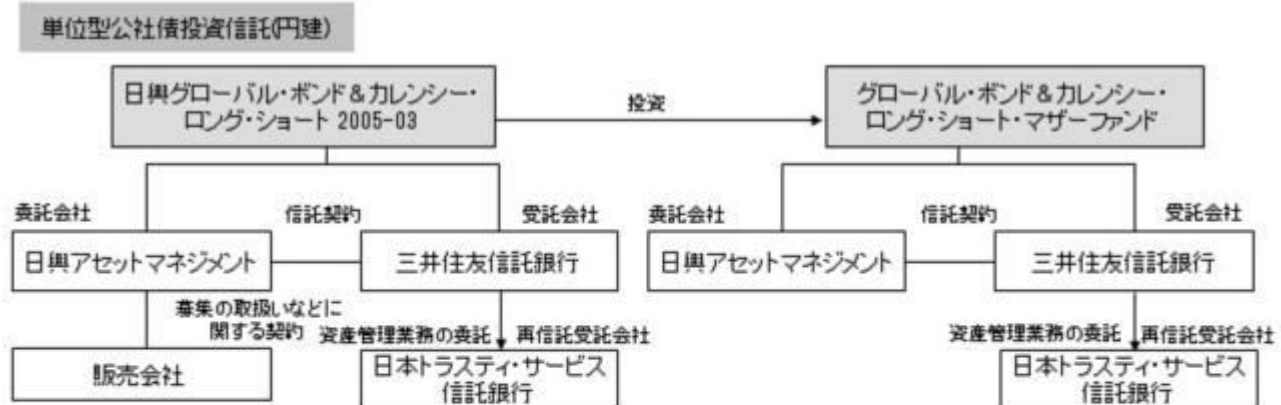 単位型公社債投資信託(円建)
日興グローバル・ボンド&カレンシー・
ロング・ショート 2005-03
投資
グローバル・ボンド&カレンシー・
ロング・ショート・マザーファンド
委託会社
信託契約
受託会社
委託会社
信託契約
受託会社
日興アセットマネジメント
三井住友信託銀行
日興アセットマネジメント
三井住友信託銀行
募集の取扱いなどに
関する契約
資産管理業務の委託
再信託受託会社
資産管理業務の委託
再信託受託会社
販売会社
日本トラスティ・サービス
信託銀行
日本トラスティ・サービス
信託銀行